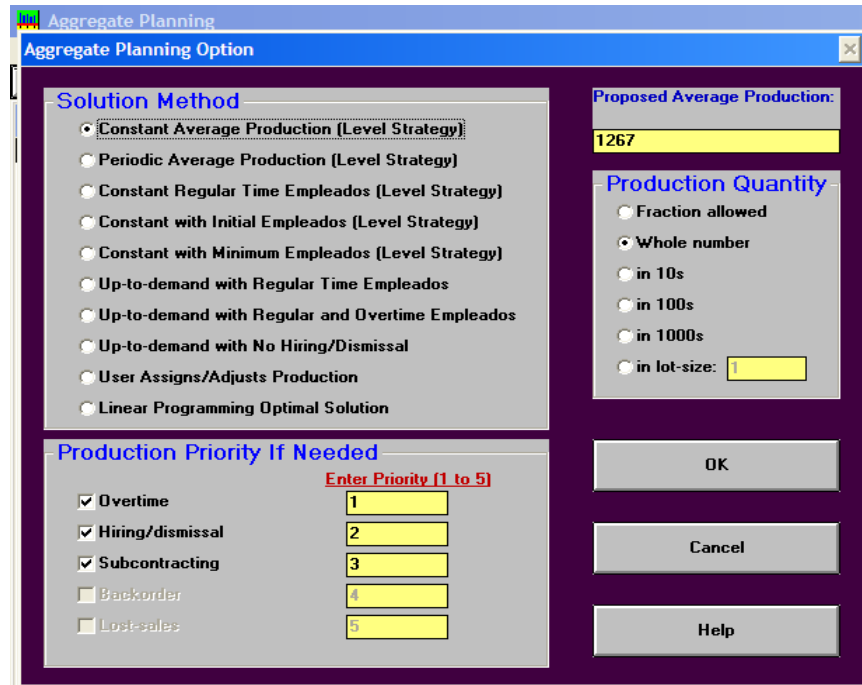 Aggregate Planning
Aggregate Planning Option
Solution Method
Constant Average Production (Level Strategy)
Periodic Average Production (Level Strategy)
Constant Regular Time Empleados (Level Strategy)
Constant with Initial Empleados (Level Strategy)
Constant with Minimum Empleados (Level Strategy)
Up-to-demand with Regular Time Empleados
Up-to-demand with Regular and Overtime Empleados
Up-to-demand with No Hiring/Dismissal
User Assigns/Adjusts Production
Linear Programming Optimal Solution
Proposed Average Production:
1267
Production Quantity
Fraction allowed
Whole number
in 10s
in 100s
in 1000s
in lot-size: 1
Production Priority If Needed
Enter Priority (1 to 5)
Overtime 1
Hiring/dismissal 2
Subcontracting 3
Backorder 4
Lost-sales 5
OK
Cancel
Help